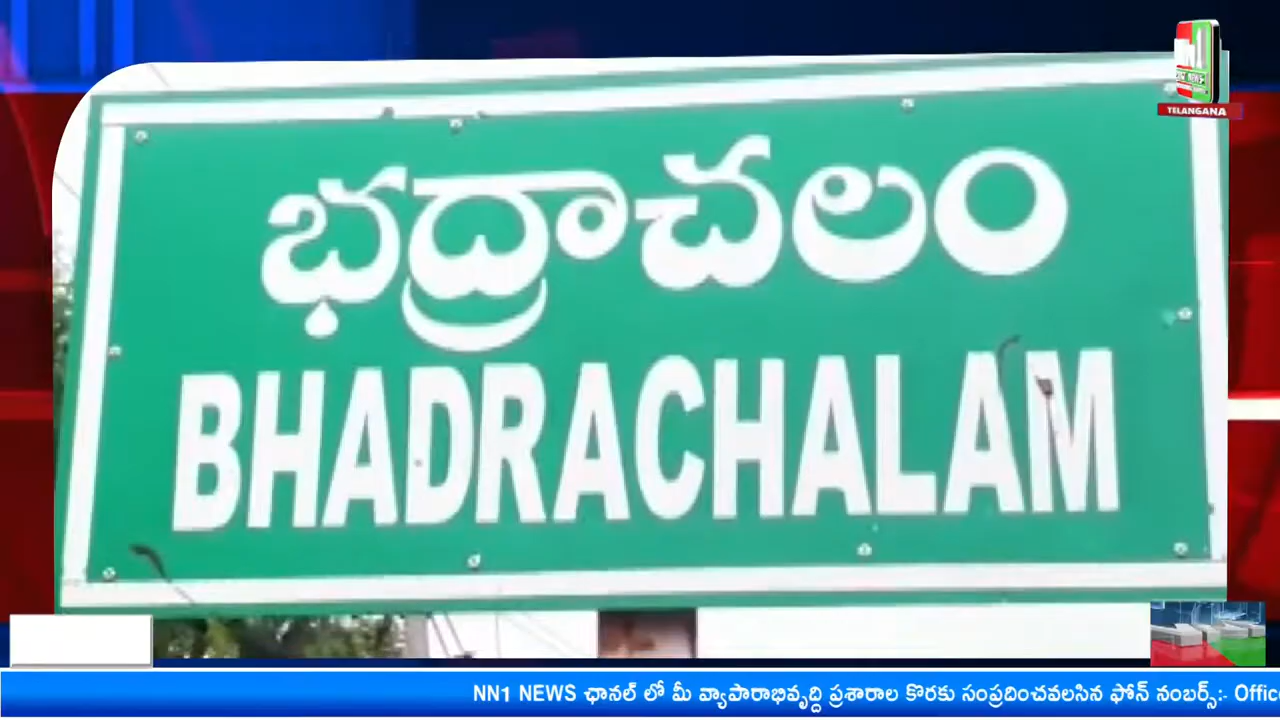 TELANGANA
భద్రాచలం
BHADRACHALAM
NN1 NEWS ఛానల్ లో మీ వ్యాపారాభివృద్ది ప్రశారాల కొరకు సంప్రదించవలసిన ఫోన్ నంబర్స్:- Offic